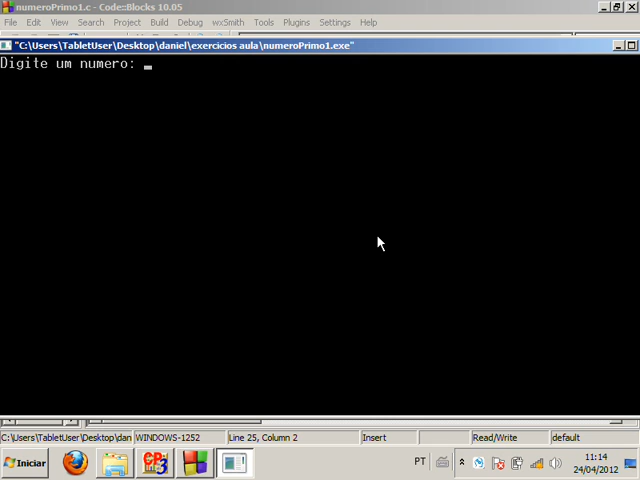 numeroPrimo1.c - Code::Blocks 10.05
File Edit View Search Project Build Debug wxSmith Tools Plugins Settings Help
"C:\Users\TabletUser\Desktop\daniel\exercicios aula\numeroPrimo1.exe"
Digite um numero: _
C:\Users\TabletUser\Desktop\dan WINDOWS-1252 Line 25, Column 2 Insert Read/Write default
Iniciar PT 11:14
24/04/2012